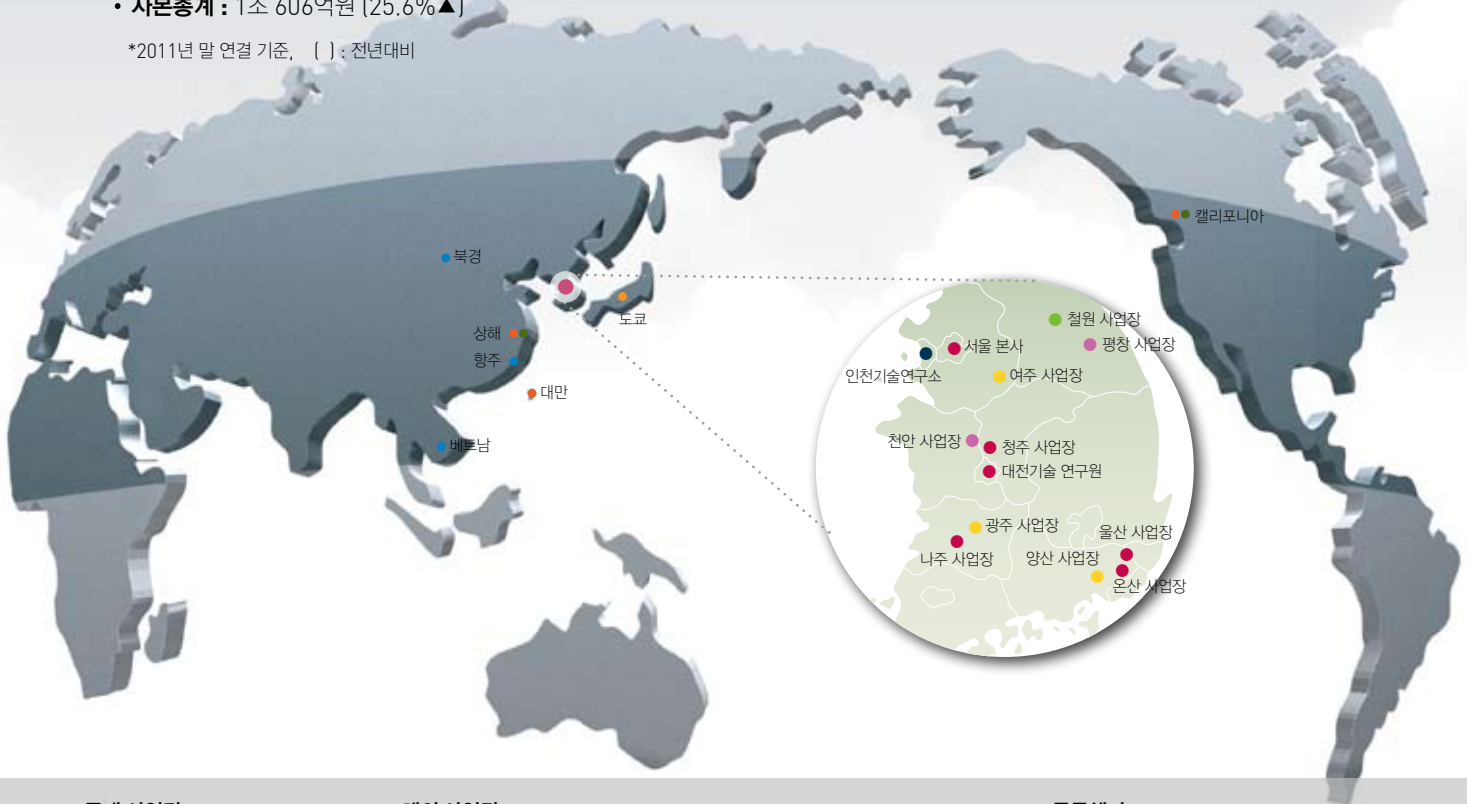 • 자본총계 : 1조 606억원 (25.6%▲)
*2011년 말 연결 기준, ( ) : 전년대비
캘리포니아
북경
도쿄
상해
항주
대만
베트남
철원 사업장
평창 사업장
서울 본사
인천기술연구소
여주 사업장
천안 사업장
청주 사업장
대전기술 연구원
광주 사업장
나주 사업장
울산 사업장
양산 사업장
온산 사업장